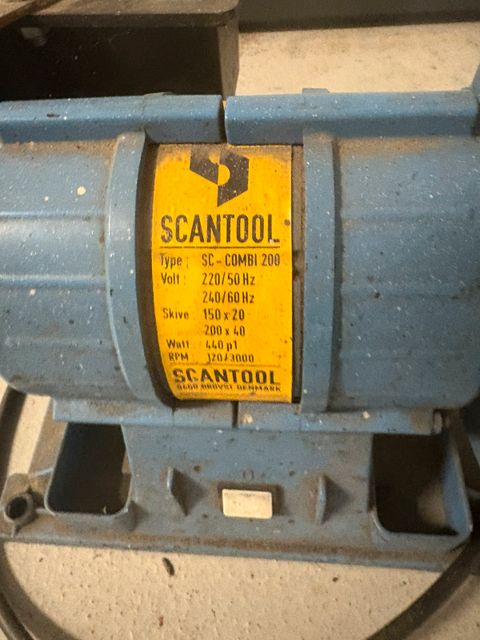 SCANTOOL
Type : SC-COMBI 200
Volt : 220/50 Hz
240/60 Hz
Skive : 150 x 20
200 x 40
Watt : 440 p1
RPM : 120/3000
SCANTOOL
9460 BROVST DENMARK